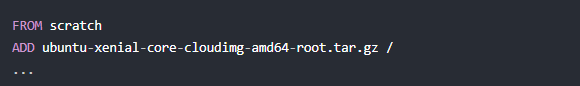 FROM scratch
ADD ubuntu-xenial-core-cloudimg-amd64-root.tar.gz /
...